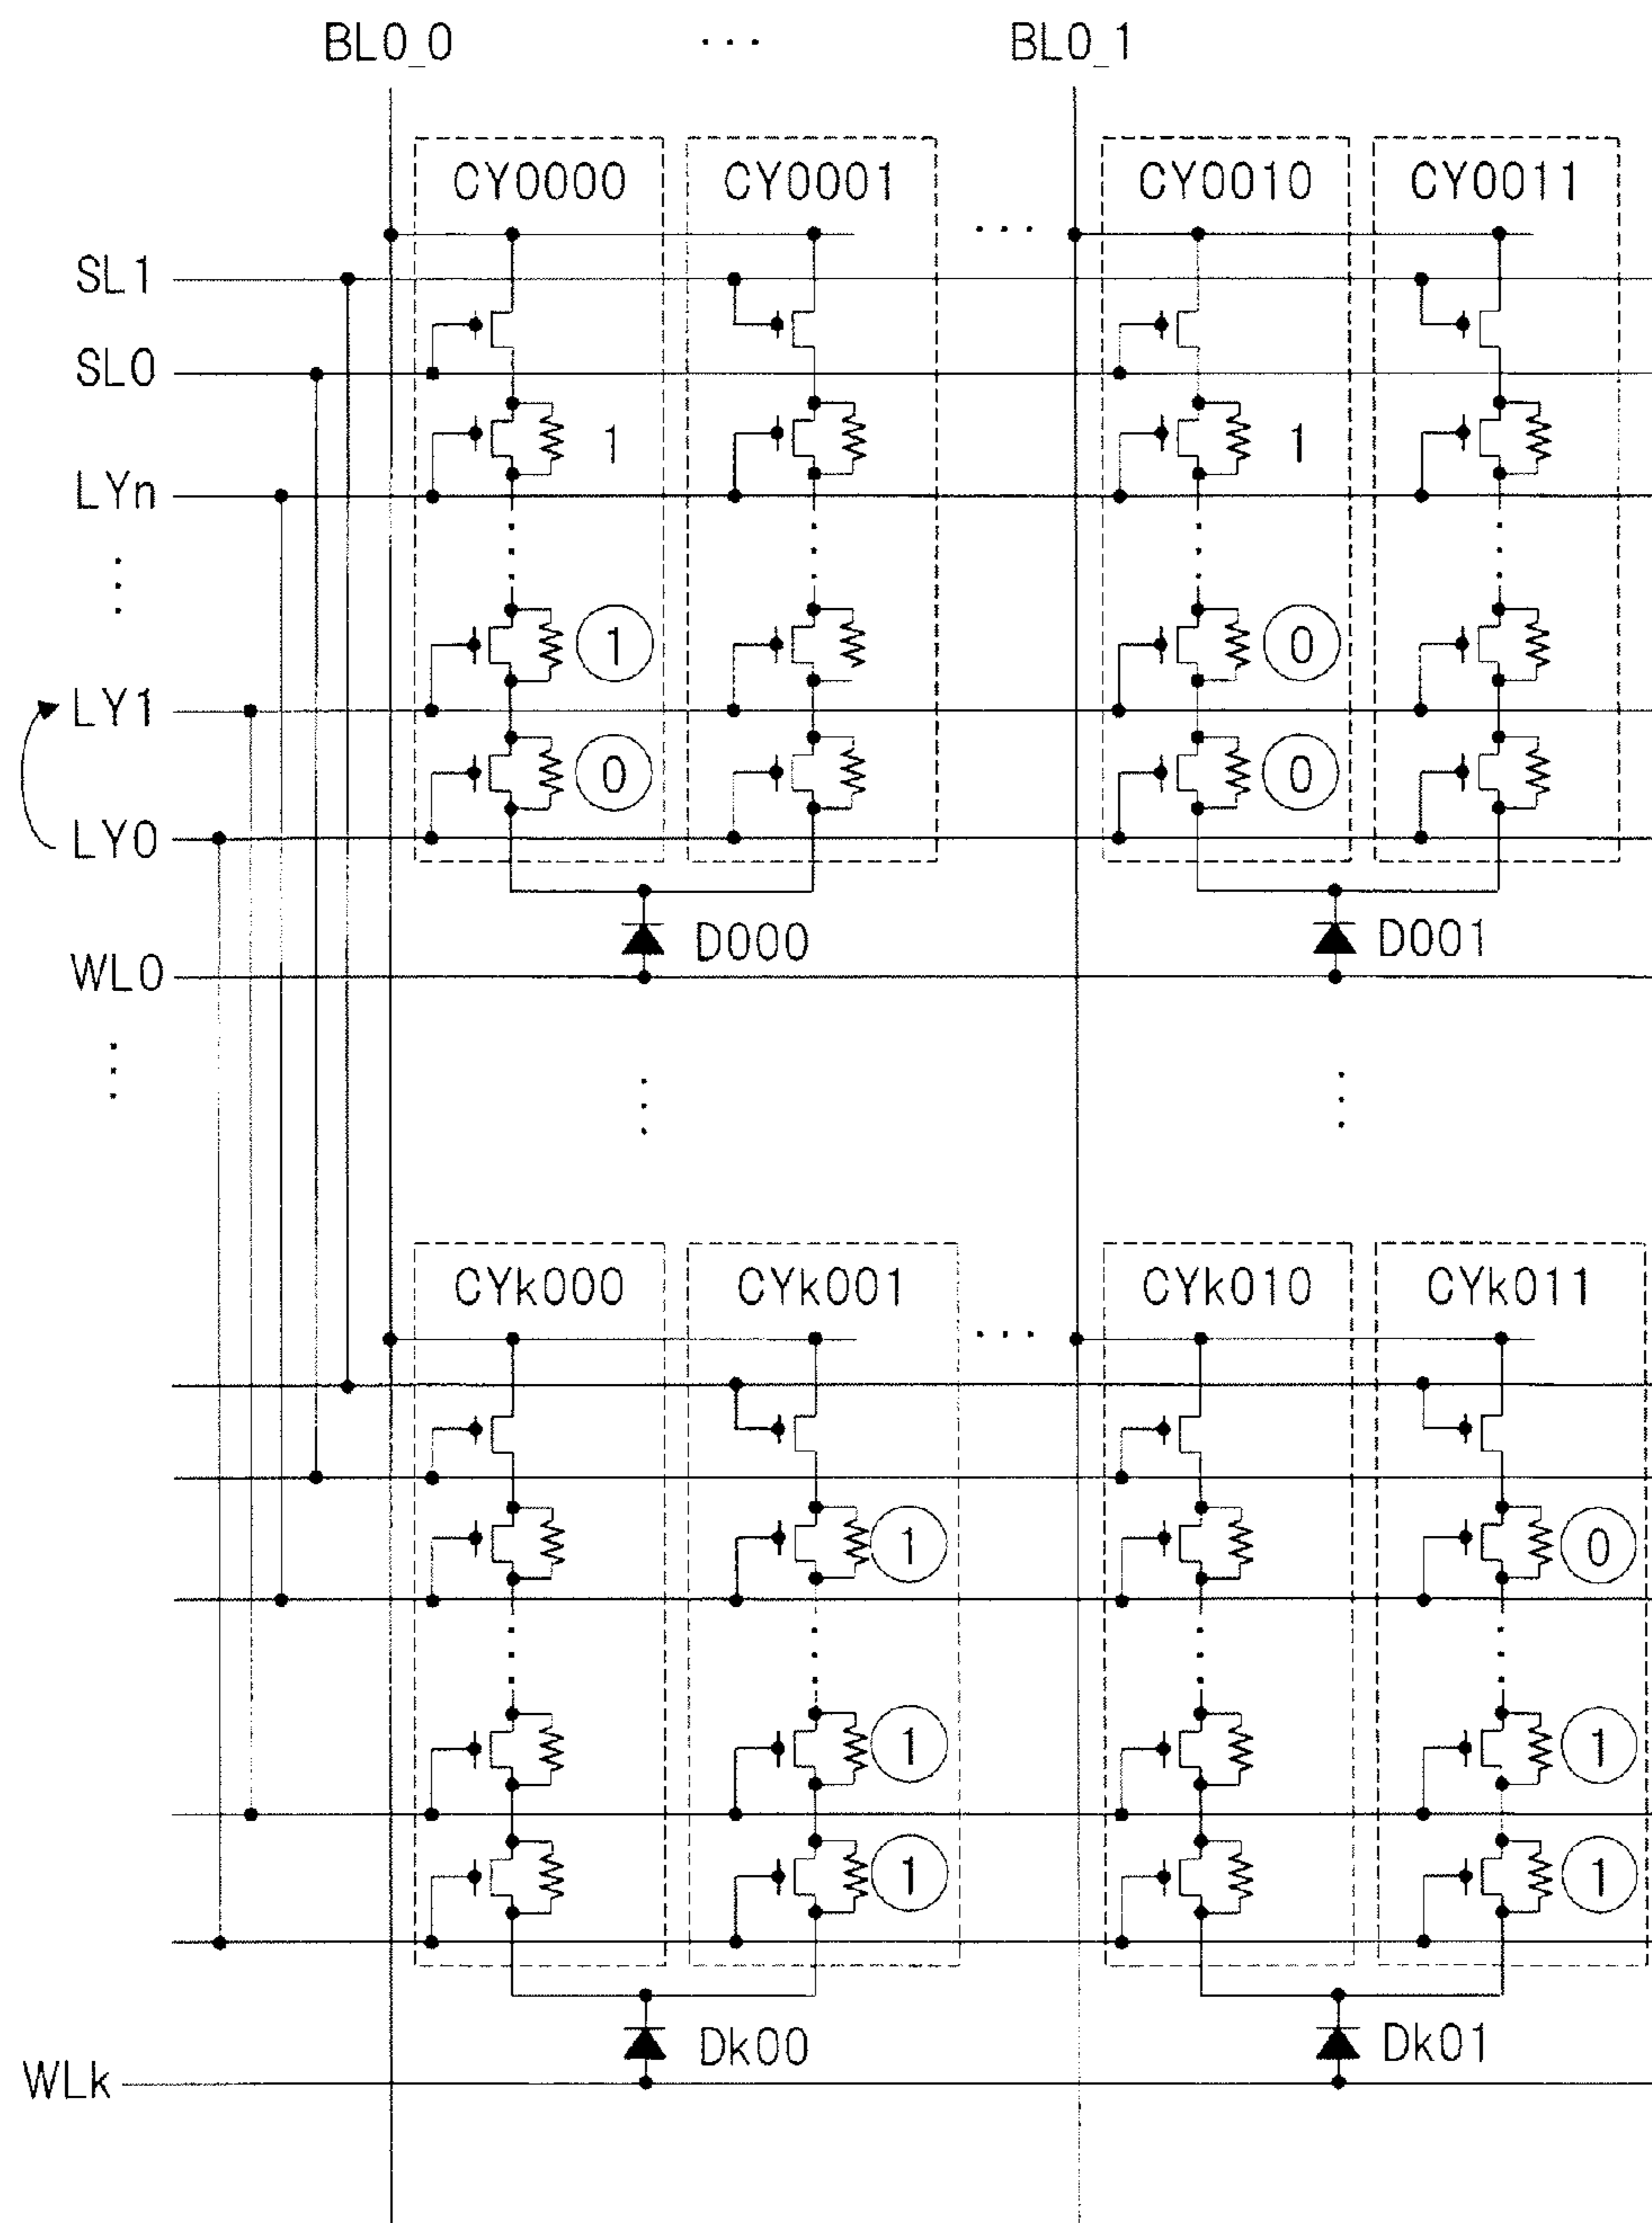 BL0_0 ... BL0_1
CY0000 CY0001 ... CY0010 CY0011
SL1
SL0
1 1
LYn
1 0
LY1
0 0
LY0
D000 D001
WL0
CYk000 CYk001 ... CYk010 CYk011
1 0
1 1
1 1
Dk00 Dk01
WLk